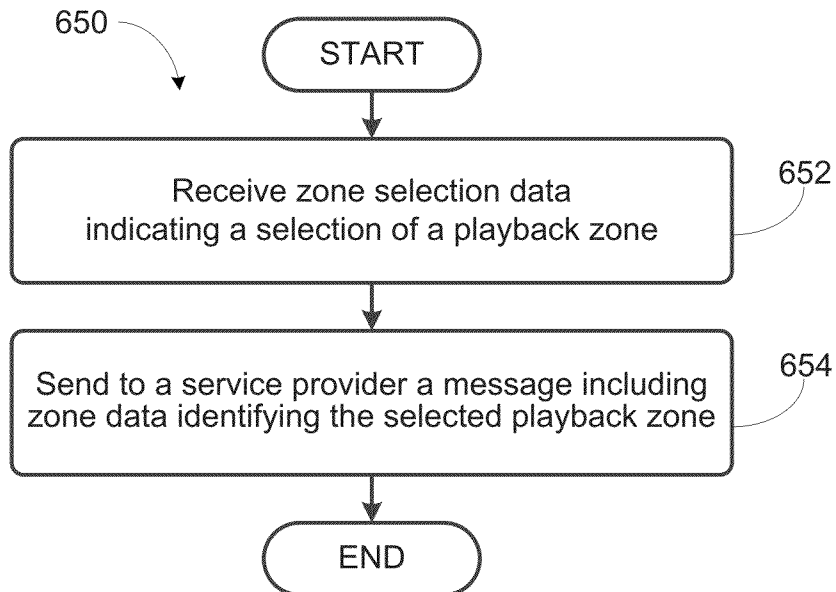 650
START
652
Receive zone selection data
indicating a selection of a playback zone
654
Send to a service provider a message including
zone data identifying the selected playback zone
END